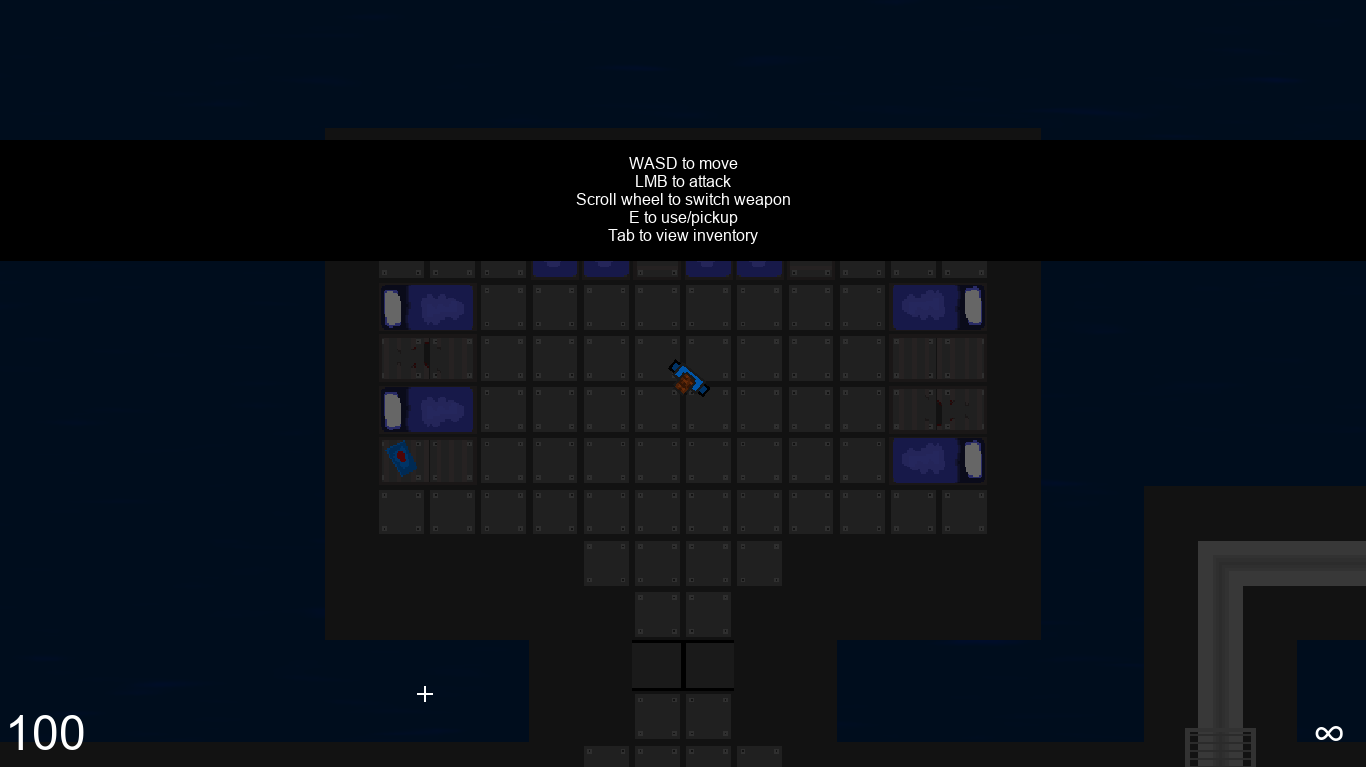 WASD to move
LMB to attack
Scroll wheel to switch weapon
E to use/pickup
Tab to view inventory
100
∞